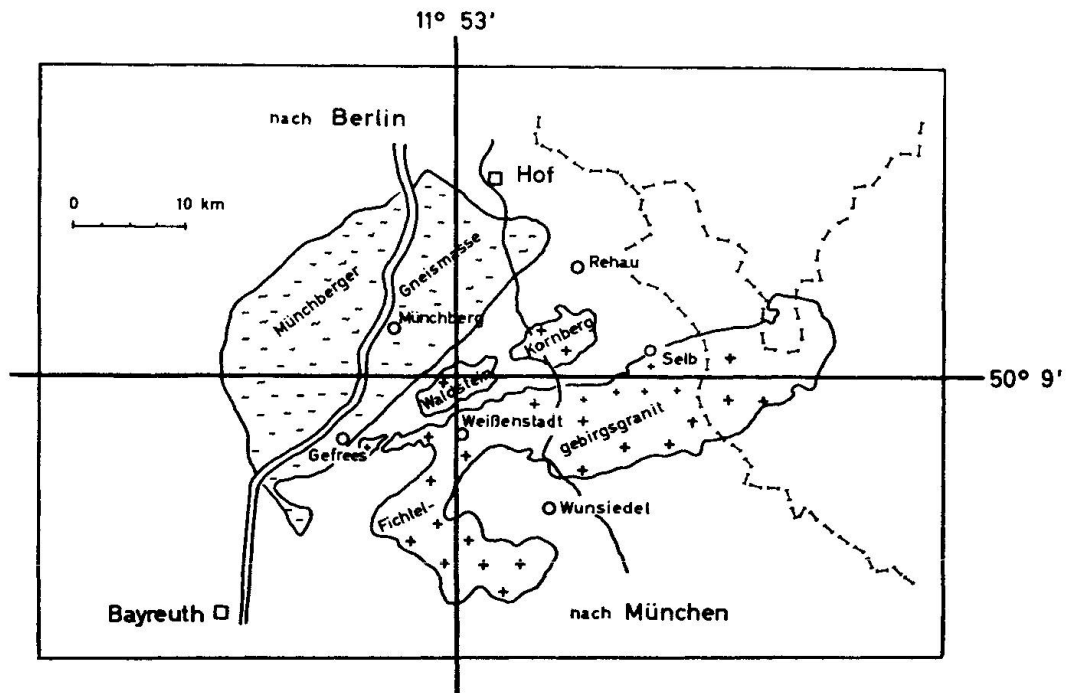 11° 53'
nach Berlin
Hof
0 10 km
Rehau
Münchberger
Gneismasse
Münchberg
Kornberg
Selb
Waldstein
50° 9'
Weißenstadt
gebirgsgranit
Gefrees
Fichtel-
Wunsiedel
Bayreuth
nach München